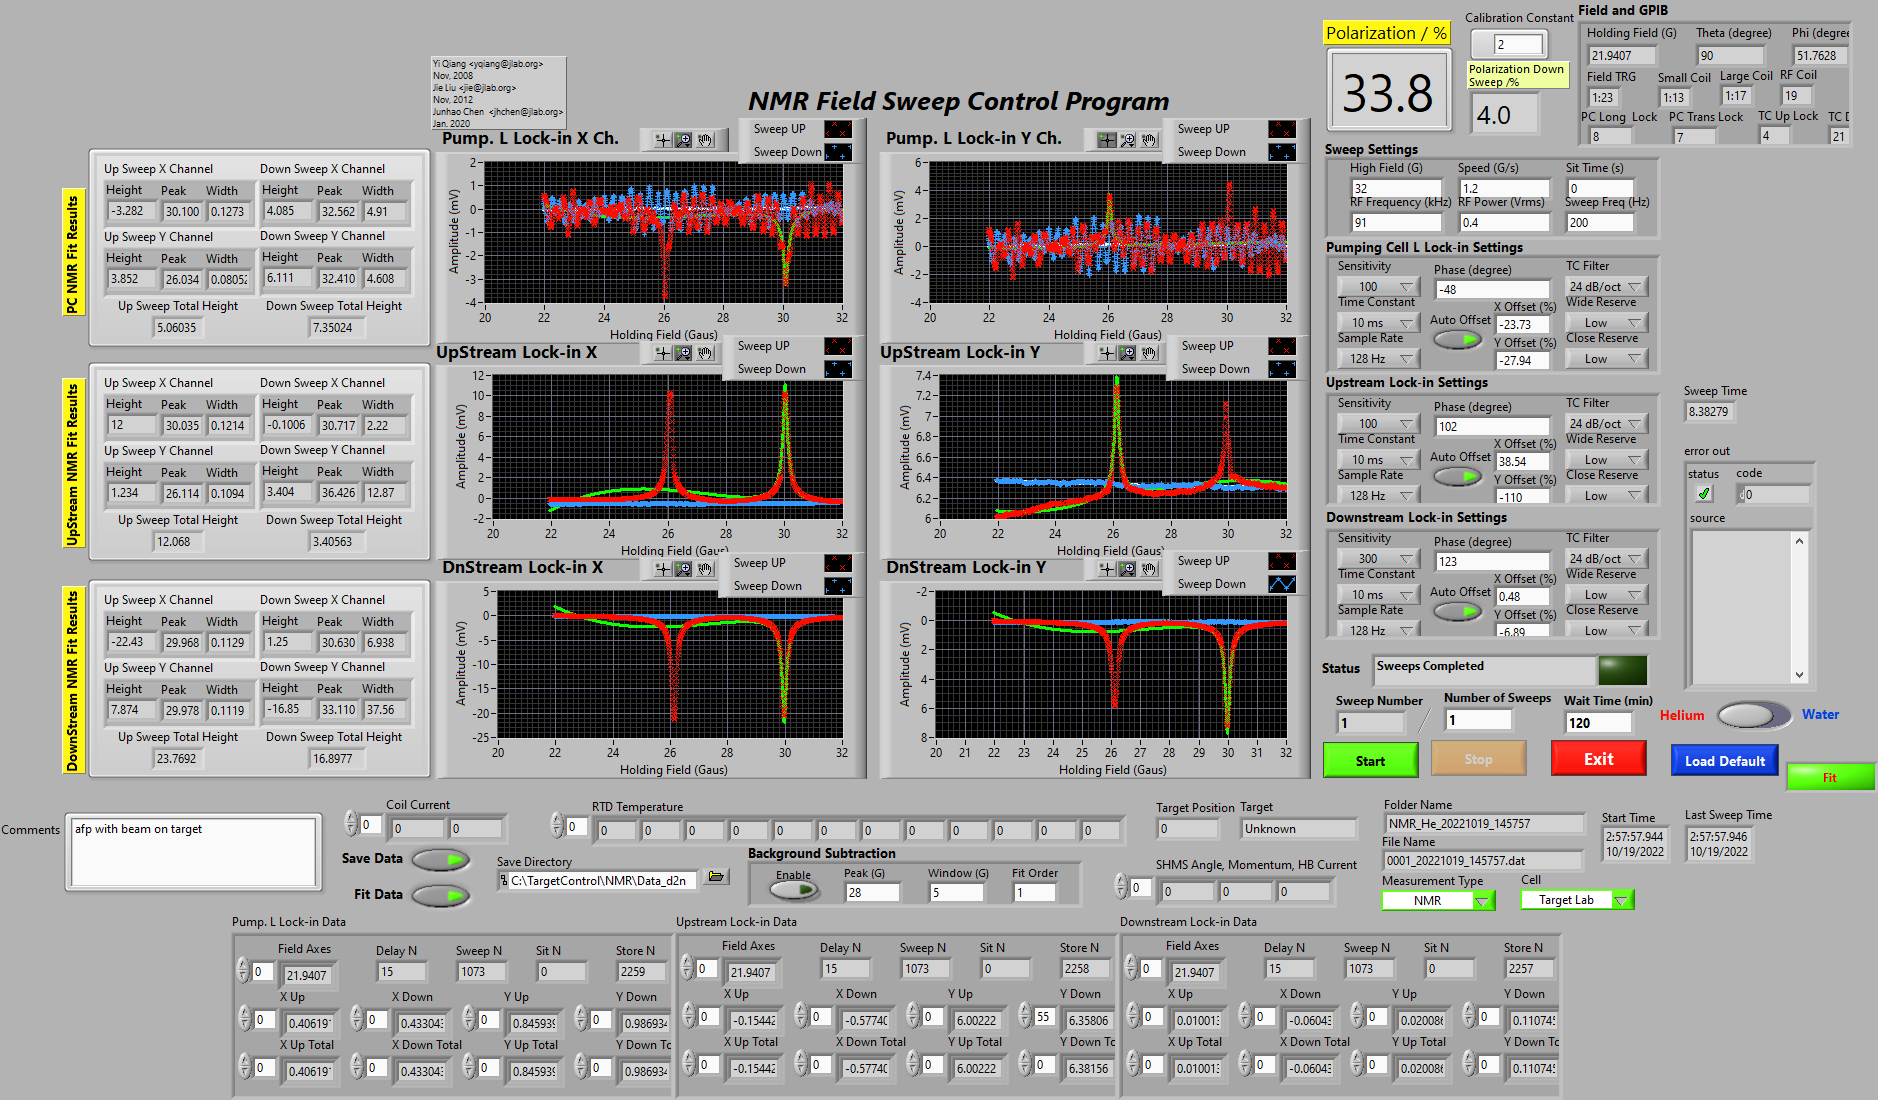 Yi Qiang <yqiang@jlab.org>
Nov, 2008
Jie Liu <jie@jlab.org>
Nov, 2012
Junhao Chen <jhchen@jlab.org>
Jan. 2020
NMR Field Sweep Control Program
Polarization / %
33.8
Calibration Constant
2
Polarization Down
Sweep /%
4.0
Field and GPIB
Holding Field (G) Theta (degree) Phi (degree
21.9407 90 51.7628
Field TRG Small Coil Large Coil RF Coil
1:23 1:13 1:17 19
PC Long Lock PC Trans Lock TC Up Lock TC D
8 7 4 21
PC NMR Fit Results
Up Sweep X Channel Down Sweep X Channel
Height Peak Width Height Peak Width
-3.282 30.100 0.1273 4.085 32.562 4.91
Up Sweep Y Channel Down Sweep Y Channel
Height Peak Width Height Peak Width
3.852 26.034 0.0805 6.111 32.410 4.608
Up Sweep Total Height Down Sweep Total Height
5.06035 7.35024
Pump. L Lock-in X Ch.
Sweep UP
Sweep Down
Amplitude (mV)
2
1
0
-1
-2
-3
-4
20 22 24 26 28 30 32
Holding Field (Gaus)
Pump. L Lock-in Y Ch.
Sweep UP
Sweep Down
Amplitude (mV)
6
4
2
0
-2
-4
20 22 24 26 28 30 32
Holding Field (Gaus)
UpStream NMR Fit Results
Up Sweep X Channel Down Sweep X Channel
Height Peak Width Height Peak Width
12 30.035 0.1214 -0.1006 30.717 2.22
Up Sweep Y Channel Down Sweep Y Channel
Height Peak Width Height Peak Width
1.234 26.114 0.1094 3.404 36.426 12.87
Up Sweep Total Height Down Sweep Total Height
12.068 3.40563
UpStream Lock-in X
Sweep UP
Sweep Down
Amplitude (mV)
12
10
8
6
4
2
0
-2
20 22 24 26 28 30 32
Holding Field (Gaus)
UpStream Lock-in Y
Sweep UP
Sweep Down
Amplitude (mV)
7.4
7.2
7
6.8
6.6
6.4
6.2
6
20 22 24 26 28 30 32
Holding Field (Gaus)
DownStream NMR Fit Results
Up Sweep X Channel Down Sweep X Channel
Height Peak Width Height Peak Width
-22.43 29.968 0.1129 1.25 30.630 6.938
Up Sweep Y Channel Down Sweep Y Channel
Height Peak Width Height Peak Width
7.874 29.978 0.1119 -16.85 33.110 37.56
Up Sweep Total Height Down Sweep Total Height
23.7692 16.8977
DnStream Lock-in X
Sweep UP
Sweep Down
Amplitude (mV)
5
0
-5
-10
-15
-20
-25
20 22 24 26 28 30 32
Holding Field (Gaus)
DnStream Lock-in Y
Sweep UP
Sweep Down
Amplitude (mV)
-2
0
2
4
6
8
20 21 22 23 24 25 26 27 28 29 30 31 32
Holding Field (Gaus)
Sweep Settings
High Field (G) Speed (G/s) Sit Time (s)
32 1.2 0
RF Frequency (kHz) RF Power (Vrms) Sweep Freq (Hz)
91 0.4 200
Pumping Cell L Lock-in Settings
Sensitivity Phase (degree) TC Filter
100 -48 24 dB/oct
Time Constant X Offset (%) Wide Reserve
10 ms Auto Offset -23.73 Low
Sample Rate Y Offset (%) Close Reserve
128 Hz -27.94 Low
Upstream Lock-in Settings
Sensitivity Phase (degree) TC Filter
100 102 24 dB/oct
Time Constant X Offset (%) Wide Reserve
10 ms Auto Offset 38.54 Low
Sample Rate Y Offset (%) Close Reserve
128 Hz -110 Low
Downstream Lock-in Settings
Sensitivity Phase (degree) TC Filter
300 123 24 dB/oct
Time Constant X Offset (%) Wide Reserve
10 ms Auto Offset 0.48 Low
Sample Rate Y Offset (%) Close Reserve
128 Hz -6.89 Low
Sweep Time
8.38279
error out
status code
0
source
Status Sweeps Completed
Sweep Number / Number of Sweeps Wait Time (min)
1 1 120
Helium Water
Start Stop Exit Load Default Fit
Comments
afp with beam on target
Coil Current
0 0 0
Save Data
Fit Data
RTD Temperature
0 0 0 0 0 0 0 0 0 0 0 0 0
Save Directory
C:\TargetControl\NMR\Data_d2n
Background Subtraction
Enable Peak (G) Window (G) Fit Order
28 5 1
Target Position Target
0 Unknown
SHMS Angle, Momentum, HB Current
0 0 0 0
Folder Name
NMR_He_20221019_145757
File Name
0001_20221019_145757.dat
Measurement Type Cell
NMR Target Lab
Start Time
2:57:57.944
10/19/2022
Last Sweep Time
2:57:57.946
10/19/2022
Pump. L Lock-in Data
Field Axes Delay N Sweep N Sit N Store N
0 21.9407 15 1073 0 2259
X Up X Down Y Up Y Down
0 0.40619 0 0.433043 0 0.845939 0 0.986934
X Up Total X Down Total Y Up Total Y Down To
0 0.40619 0 0.433043 0 0.845939 0 0.986934
Upstream Lock-in Data
Field Axes Delay N Sweep N Sit N Store N
0 21.9407 15 1073 0 2258
X Up X Down Y Up Y Down
0 -0.15442 0 -0.57740 0 6.00222 55 6.35806
X Up Total X Down Total Y Up Total Y Down To
0 -0.15442 0 -0.57740 0 6.00222 0 6.38156
Downstream Lock-in Data
Field Axes Delay N Sweep N Sit N Store N
0 21.9407 15 1073 0 2257
X Up X Down Y Up Y Down
0 0.01001 0 -0.06043 0 0.020086 0 0.11074
X Up Total X Down Total Y Up Total Y Down To
0 0.01001 0 -0.06043 0 0.020086 0 0.11074